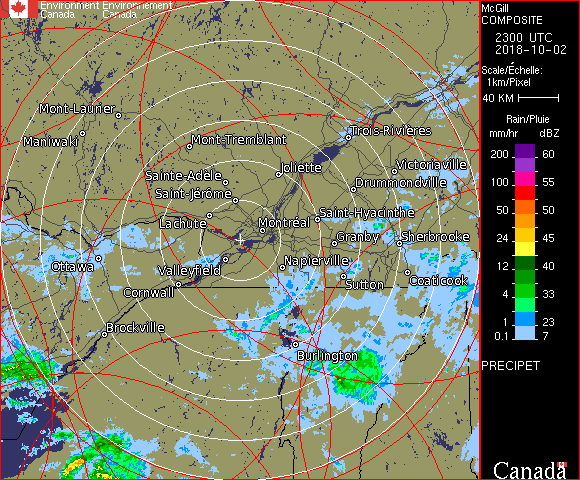 Environment Environnement
Canada Canada
McGill
COMPOSITE
2300 UTC
2018-10-02
Scale/Échelle:
1km/Pixel
40 KM
Rain/Pluie
mm/hr dBZ
200 60
100 55
50 50
24 45
12 40
4 33
0.1 23
7
PRECIPET
Canada
Mont-Laurier
Maniwaki
Mont-Tremblant
Trois-Rivières
Sainte-Adèle
Joliette
Victoriaville
Saint-Jérôme
Drummondville
Lachute
Montréal
Saint-Hyacinthe
Granby
Sherbrooke
Ottawa
Valleyfield
Napierville
Cornwall
Sutton
Coaticook
Brockville
Burlington